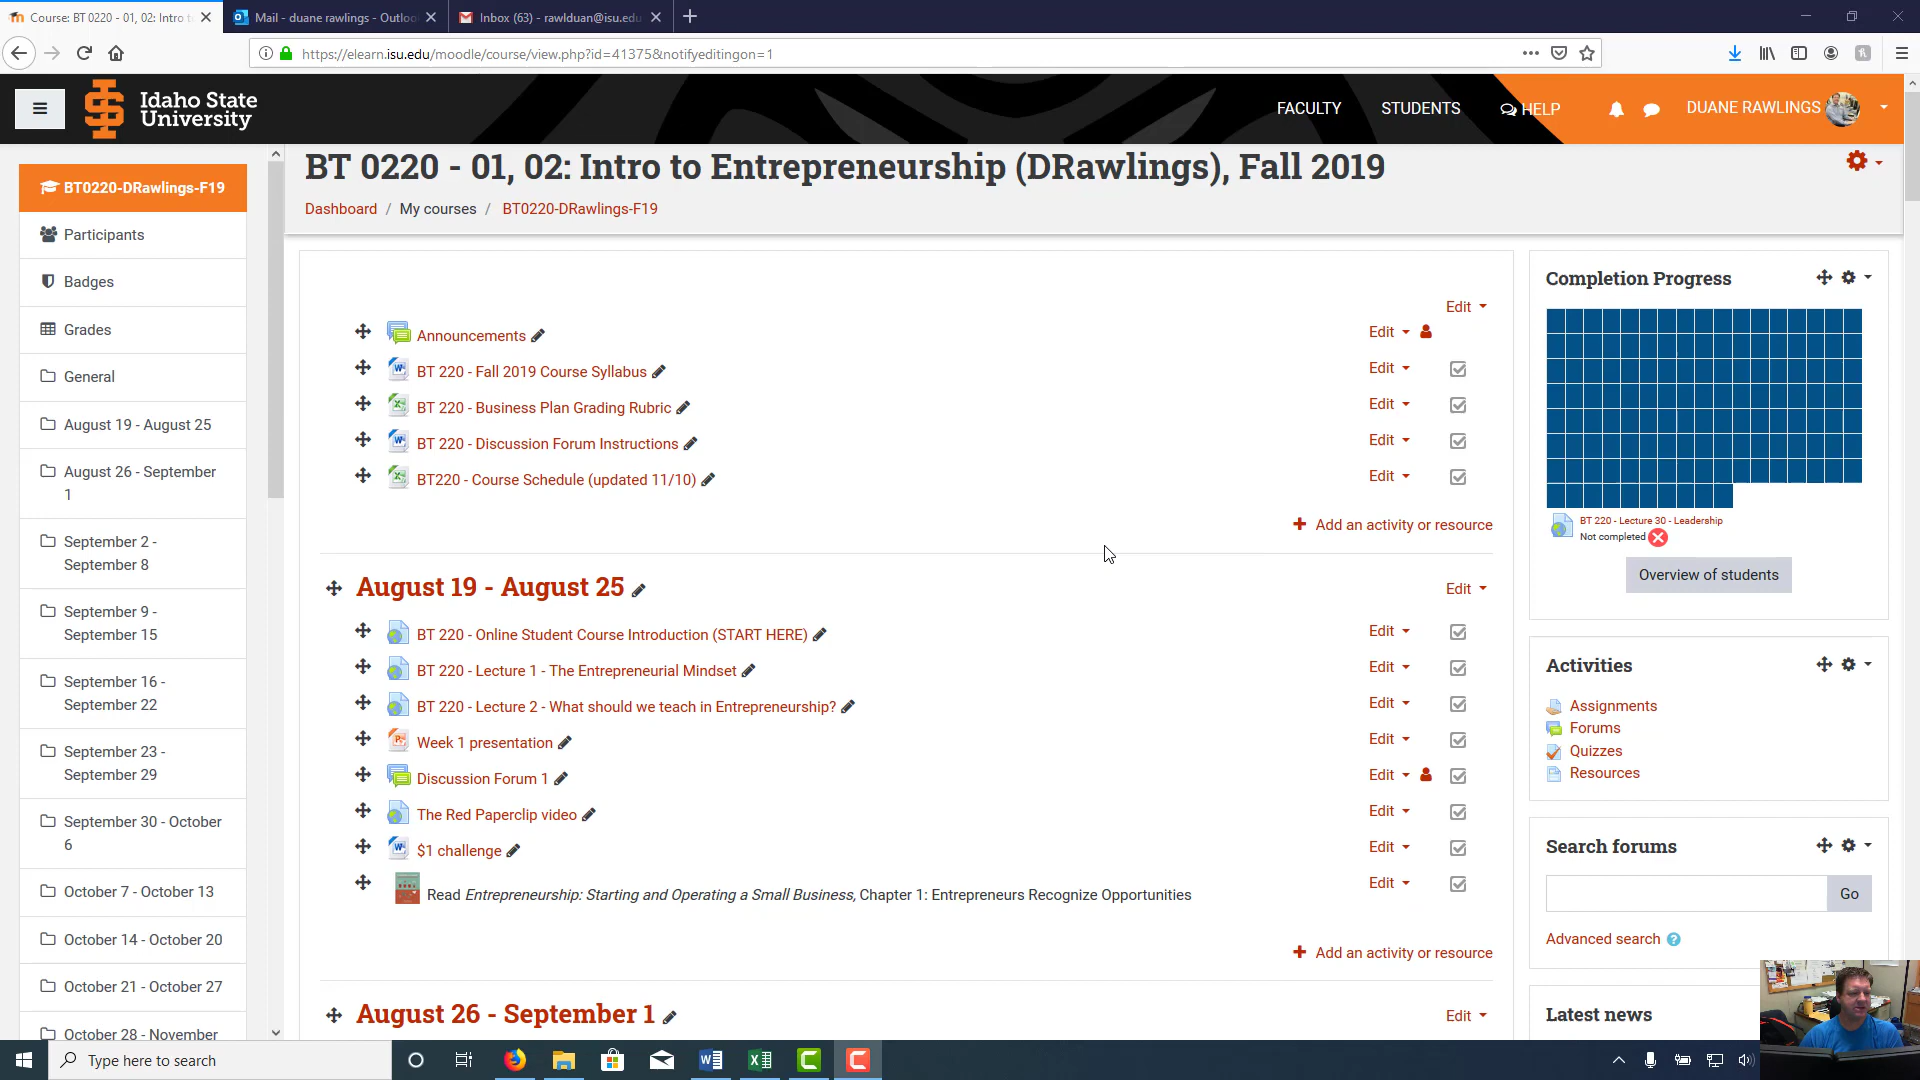 Course: BT 0220 - 01, 02: Intro to
Mail - duane rawlings - Outlo
Inbox (63) - rawlduan@isu.edu
https://elearn.isu.edu/moodle/course/view.php?id=41375&notifyeditingon=1
Idaho State University
FACULTY
STUDENTS
HELP
DUANE RAWLINGS
BT 0220 - 01, 02: Intro to Entrepreneurship (DRawlings), Fall 2019
Dashboard / My courses / BT0220-DRawlings-F19
BT0220-DRawlings-F19
Participants
Badges
Grades
General
August 19 - August 25
August 26 - September
1
September 2 -
September 8
September 9 -
September 15
September 16 -
September 22
September 23 -
September 29
September 30 - October
6
October 7 - October 13
October 14 - October 20
October 21 - October 27
October 28 - November
Edit
Announcements Edit
BT 220 - Fall 2019 Course Syllabus Edit
BT 220 - Business Plan Grading Rubric Edit
BT 220 - Discussion Forum Instructions Edit
BT220 - Course Schedule (updated 11/10) Edit
Add an activity or resource
August 19 - August 25 Edit
BT 220 - Online Student Course Introduction (START HERE) Edit
BT 220 - Lecture 1 - The Entrepreneurial Mindset Edit
BT 220 - Lecture 2 - What should we teach in Entrepreneurship? Edit
Week 1 presentation Edit
Discussion Forum 1 Edit
The Red Paperclip video Edit
$1 challenge Edit
Read Entrepreneurship: Starting and Operating a Small Business, Chapter 1: Entrepreneurs Recognize Opportunities Edit
Add an activity or resource
August 26 - September 1 Edit
Completion Progress
BT 220 - Lecture 30 - Leadership
Not completed
Overview of students
Activities
Assignments
Forums
Quizzes
Resources
Search forums
Go
Advanced search
Latest news
Type here to search